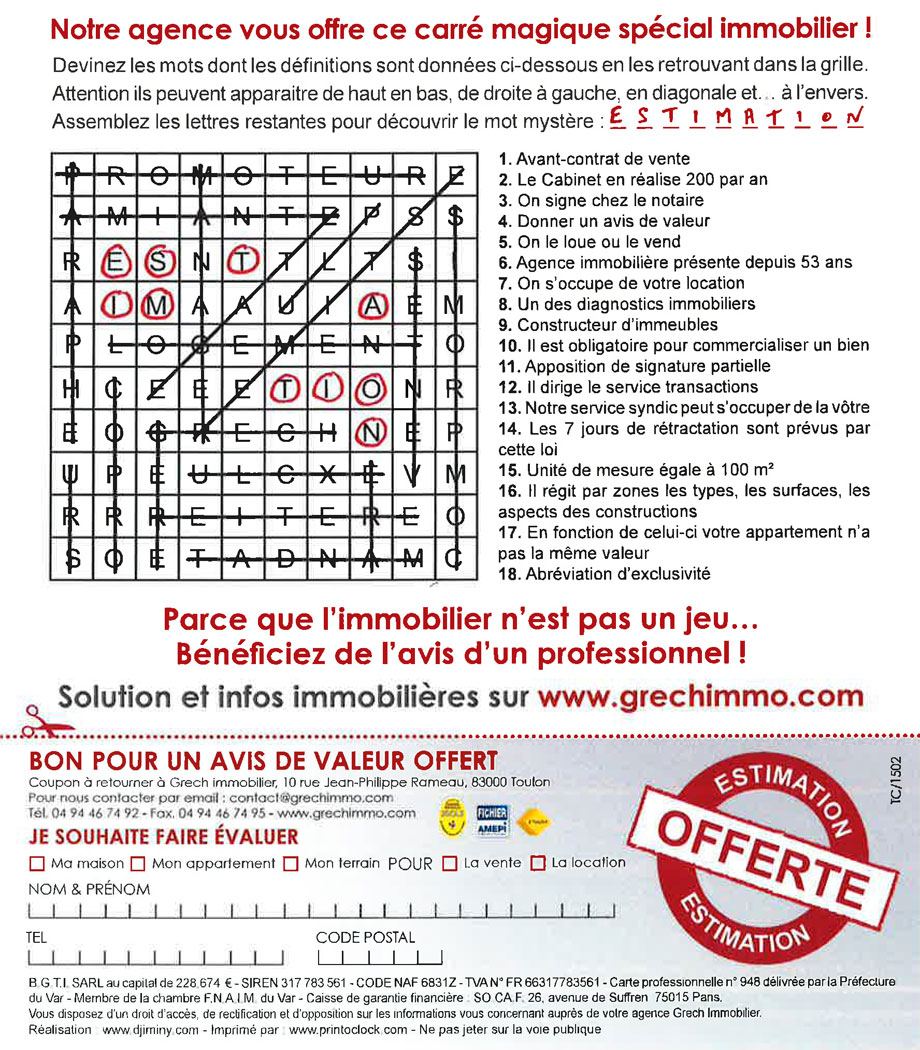 Notre agence vous offre ce carré magique spécial immobilier !
Devinez les mots dont les définitions sont données ci-dessous en les retrouvant dans la grille.
Attention ils peuvent apparaitre de haut en bas, de droite à gauche, en diagonale et... à l'envers.
Assemblez les lettres restantes pour découvrir le mot mystère : ESTIMATION
P R O M O T E U R E
A M I A N T E P S S
R E S N T T L T S I
A I M A A U I A E M
P L O G E M E N T O
H C E E E T I O N R
E O G R E C H N E P
U P E U L C X E V M
R R R E I T E R E O
S O E T A D N A M C
1. Avant-contrat de vente
2. Le Cabinet en réalise 200 par an
3. On signe chez le notaire
4. Donner un avis de valeur
5. On le loue ou le vend
6. Agence immobilière présente depuis 53 ans
7. On s'occupe de votre location
8. Un des diagnostics immobiliers
9. Constructeur d'immeubles
10. Il est obligatoire pour commercialiser un bien
11. Apposition de signature partielle
12. Il dirige le service transactions
13. Notre service syndic peut s'occuper de la vôtre
14. Les 7 jours de rétractation sont prévus par
cette loi
15. Unité de mesure égale à 100 m²
16. Il régit par zones les types, les surfaces, les
aspects des constructions
17. En fonction de celui-ci votre appartement n'a
pas la même valeur
18. Abréviation d'exclusivité
Parce que l'immobilier n'est pas un jeu...
Bénéficiez de l'avis d'un professionnel !
Solution et infos immobilières sur www.grechimmo.com
BON POUR UN AVIS DE VALEUR OFFERT
Coupon à retourner à Grech immobilier, 10 rue Jean-Philippe Rameau, 83000 Toulon
Pour nous contacter par email : contact@grechimmo.com
Tél. 04 94 46 74 92 - Fax. 04 94 46 74 95 - www.grechimmo.com
FICHIER
AMEPI
JE SOUHAITE FAIRE ÉVALUER
Ma maison Mon appartement Mon terrain POUR La vente La location
NOM & PRÉNOM
TEL CODE POSTAL
ESTIMATION
OFFERTE
ESTIMATION
TC/1502
B.G.T.I. SARL au capital de 228,674 € - SIREN 317 783 561 - CODE NAF 6831Z - TVA N° FR 66317783561 - Carte professionnelle n° 948 délivrée par la Préfecture
du Var - Membre de la chambre F.N.A.I.M. du Var - Caisse de garantie financière : SO.CA.F. 26, avenue de Suffren 75015 Paris.
Vous disposez d'un droit d'accès, de rectification et d'opposition sur les informations vous concernant auprès de votre agence Grech Immobilier.
Réalisation : www.djiminy.com - Imprimé par : www.printoclock.com - Ne pas jeter sur la voie publique